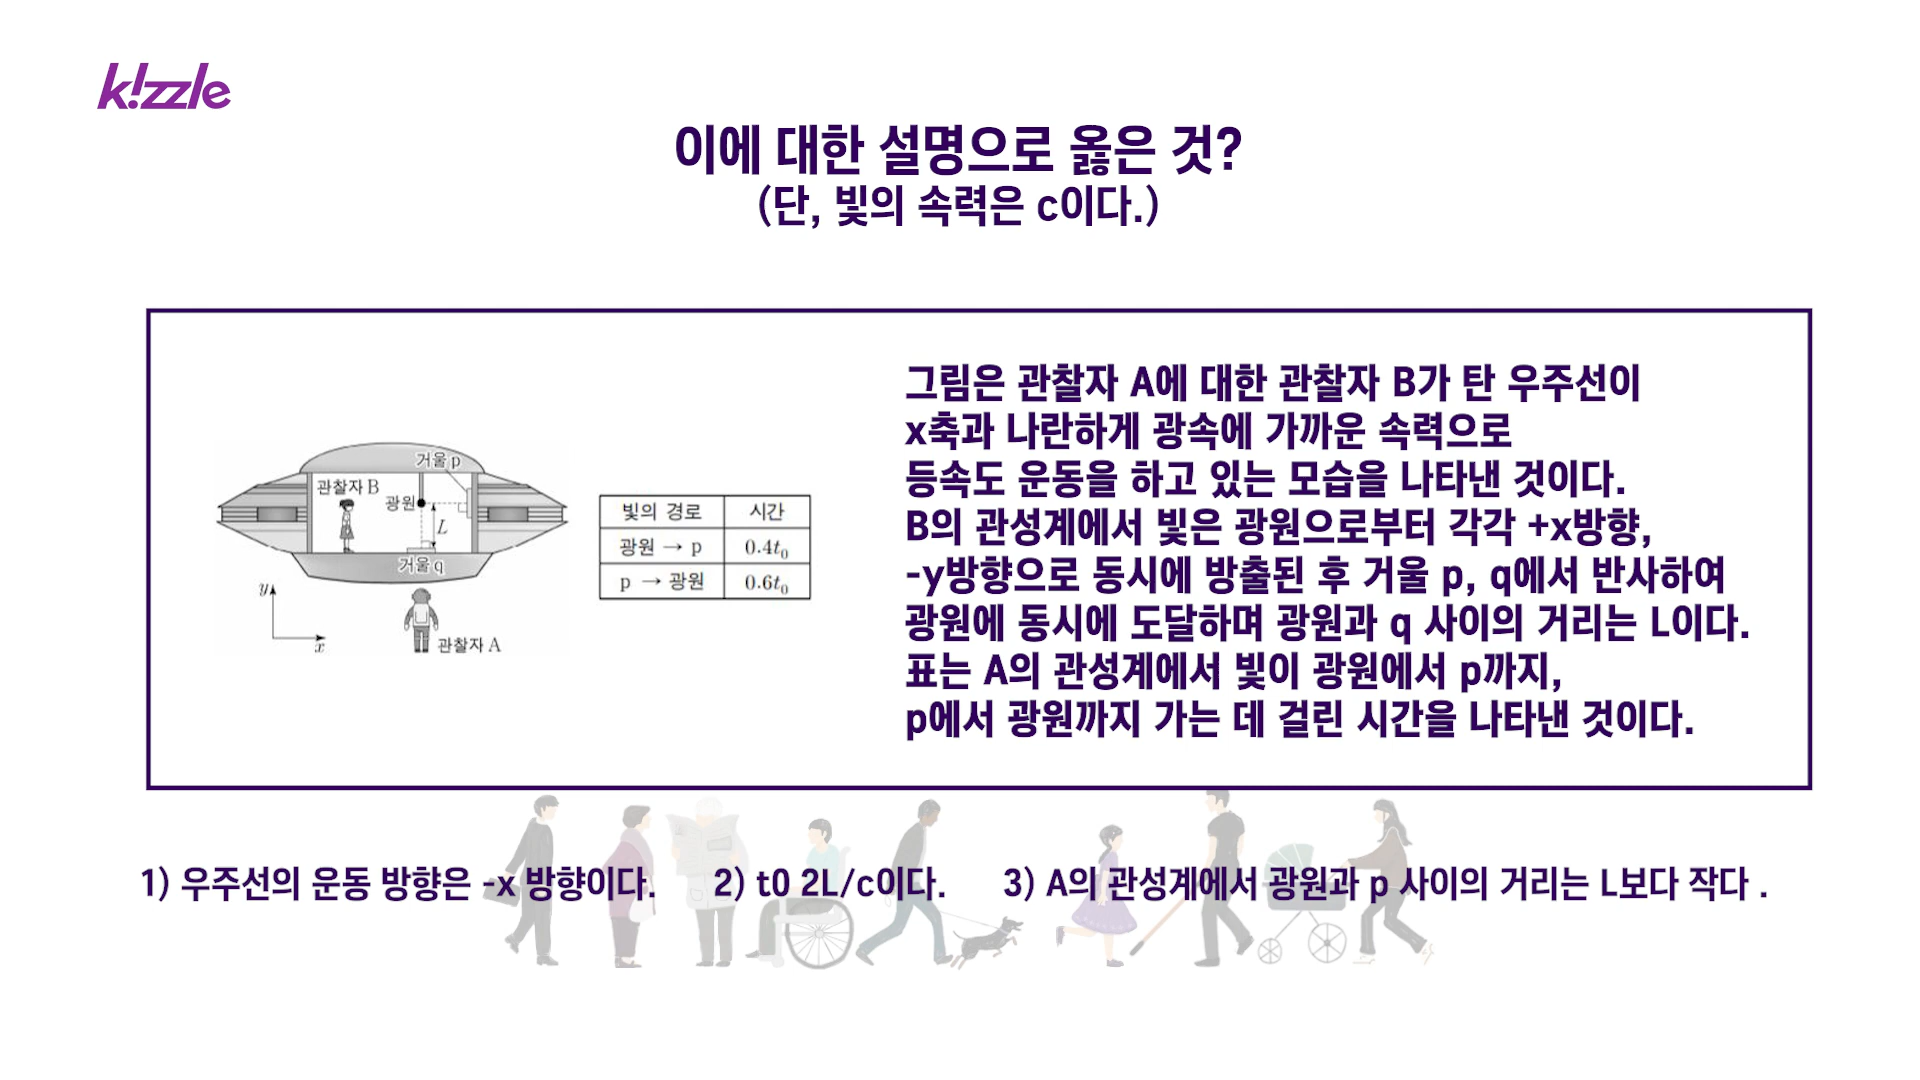 k!zzle
이에 대한 설명으로 옳은 것?
(단, 빛의 속력은 c이다.)
거울 p
관찰자 B
광원
L
거울 q
y
x
관찰자 A
빛의 경로 시간
광원 → p 0.4t₀
p → 광원 0.6t₀
그림은 관찰자 A에 대한 관찰자 B가 탄 우주선이
x축과 나란하게 광속에 가까운 속력으로
등속도 운동을 하고 있는 모습을 나타낸 것이다.
B의 관성계에서 빛은 광원으로부터 각각 +x방향,
-y방향으로 동시에 방출된 후 거울 p, q에서 반사하여
광원에 동시에 도달하며 광원과 q 사이의 거리는 L이다.
표는 A의 관성계에서 빛이 광원에서 p까지,
p에서 광원까지 가는 데 걸린 시간을 나타낸 것이다.
1) 우주선의 운동 방향은 -x 방향이다. 2) t0 2L/c이다. 3) A의 관성계에서 광원과 p 사이의 거리는 L보다 작다 .